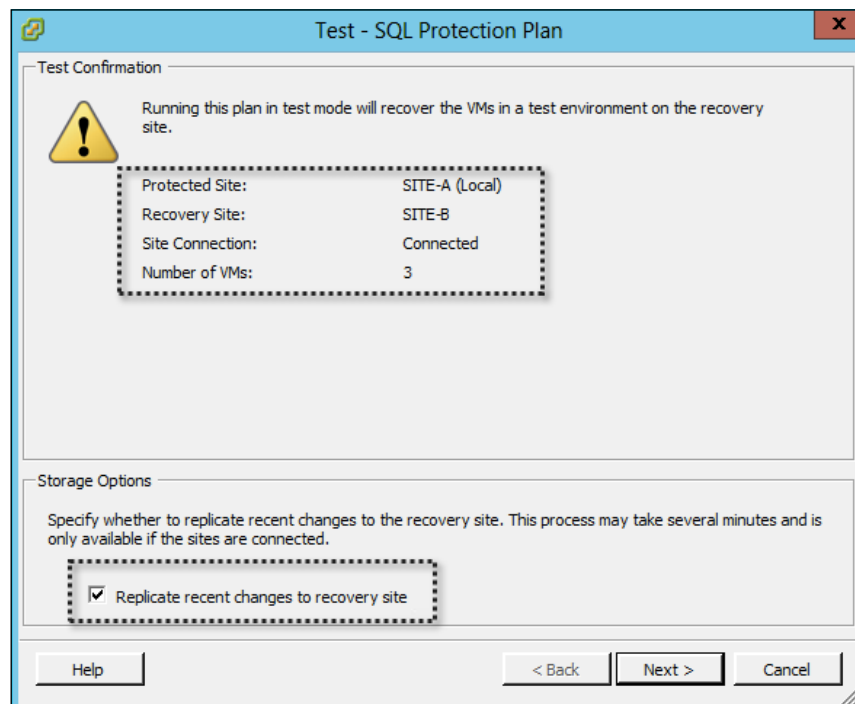 Test - SQL Protection Plan
x
Test Confirmation
Running this plan in test mode will recover the VMs in a test environment on the recovery
site.
Protected Site: SITE-A (Local)
Recovery Site: SITE-B
Site Connection: Connected
Number of VMs: 3
Storage Options
Specify whether to replicate recent changes to the recovery site. This process may take several minutes and is
only available if the sites are connected.
Replicate recent changes to recovery site
Help < Back Next > Cancel